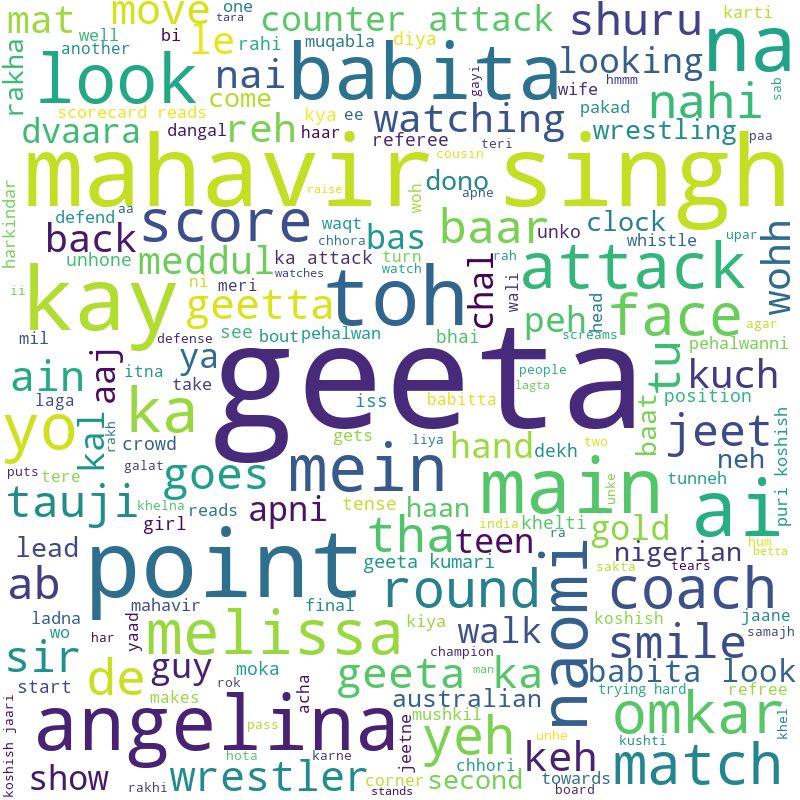 mat move le counter attack shuru na
one tara well another bi rahi muqabla diya karti
rakha look nai babita looking nahi
scorecard reads come kya ee gayi hmmm wife pakad sab
dvaara dangal reh haar referee watching teri wrestling paa
mahavir singh
cousin raise dono woh apne
harkindar defend aa score waqt baar unko clock whistle upar
back meddul chhora ka attack bas turn rah wali head wohh
unhone ni meri toh watch chal attack
ii kay geetta see peh face
mil defense watches bout pehalwan bhai screams pehalwanni agar
ain aaj ya itna geeta people tu kuch
laga take iss babitta lagta baat position
yo kal ka gets liya two jeet
crowd rakh mein hand dekh neh
puts tere galat haan main tunneh puri koshish
tauji khelna reads goes apni tense khelti unke gold ai
girl tha teen india ra hum betta
lead point geeta kumari nigerian sakta tears
ab mahavir final round naomi coach
ladna wo har yaad kiya koshish jaane samajh
sir melissa walk smile
de guy moka champion geeta ka man babita look
start makes acha rok australian trying hard refree
koshish jaari angelina mushkil yeh unhe omkar khel
pass jeetne chhori keh kushti
show hota karne corner second towards match
rakhi wrestler stands board